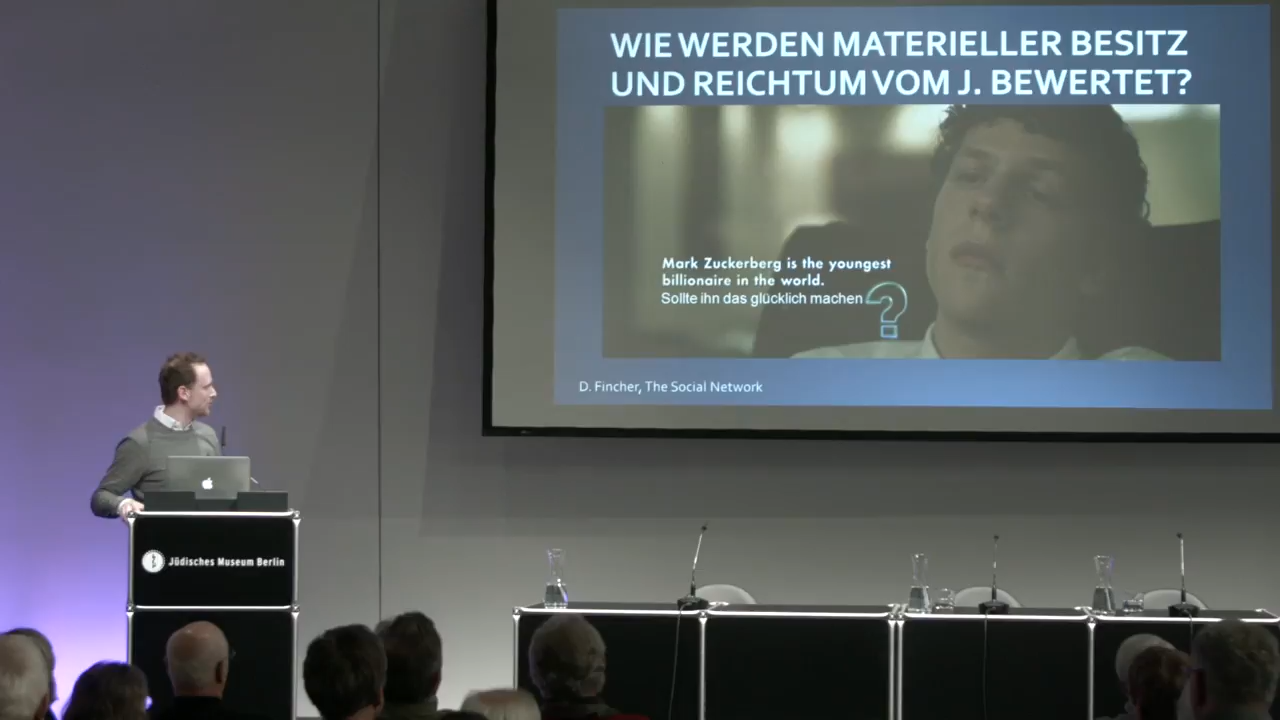 WIE WERDEN MATERIELLER BESITZ
UND REICHTUM VOM J. BEWERTET?
Mark Zuckerberg is the youngest
billionaire in the world.
Sollte ihn das glücklich machen ?
D. Fincher, The Social Network
Jüdisches Museum Berlin